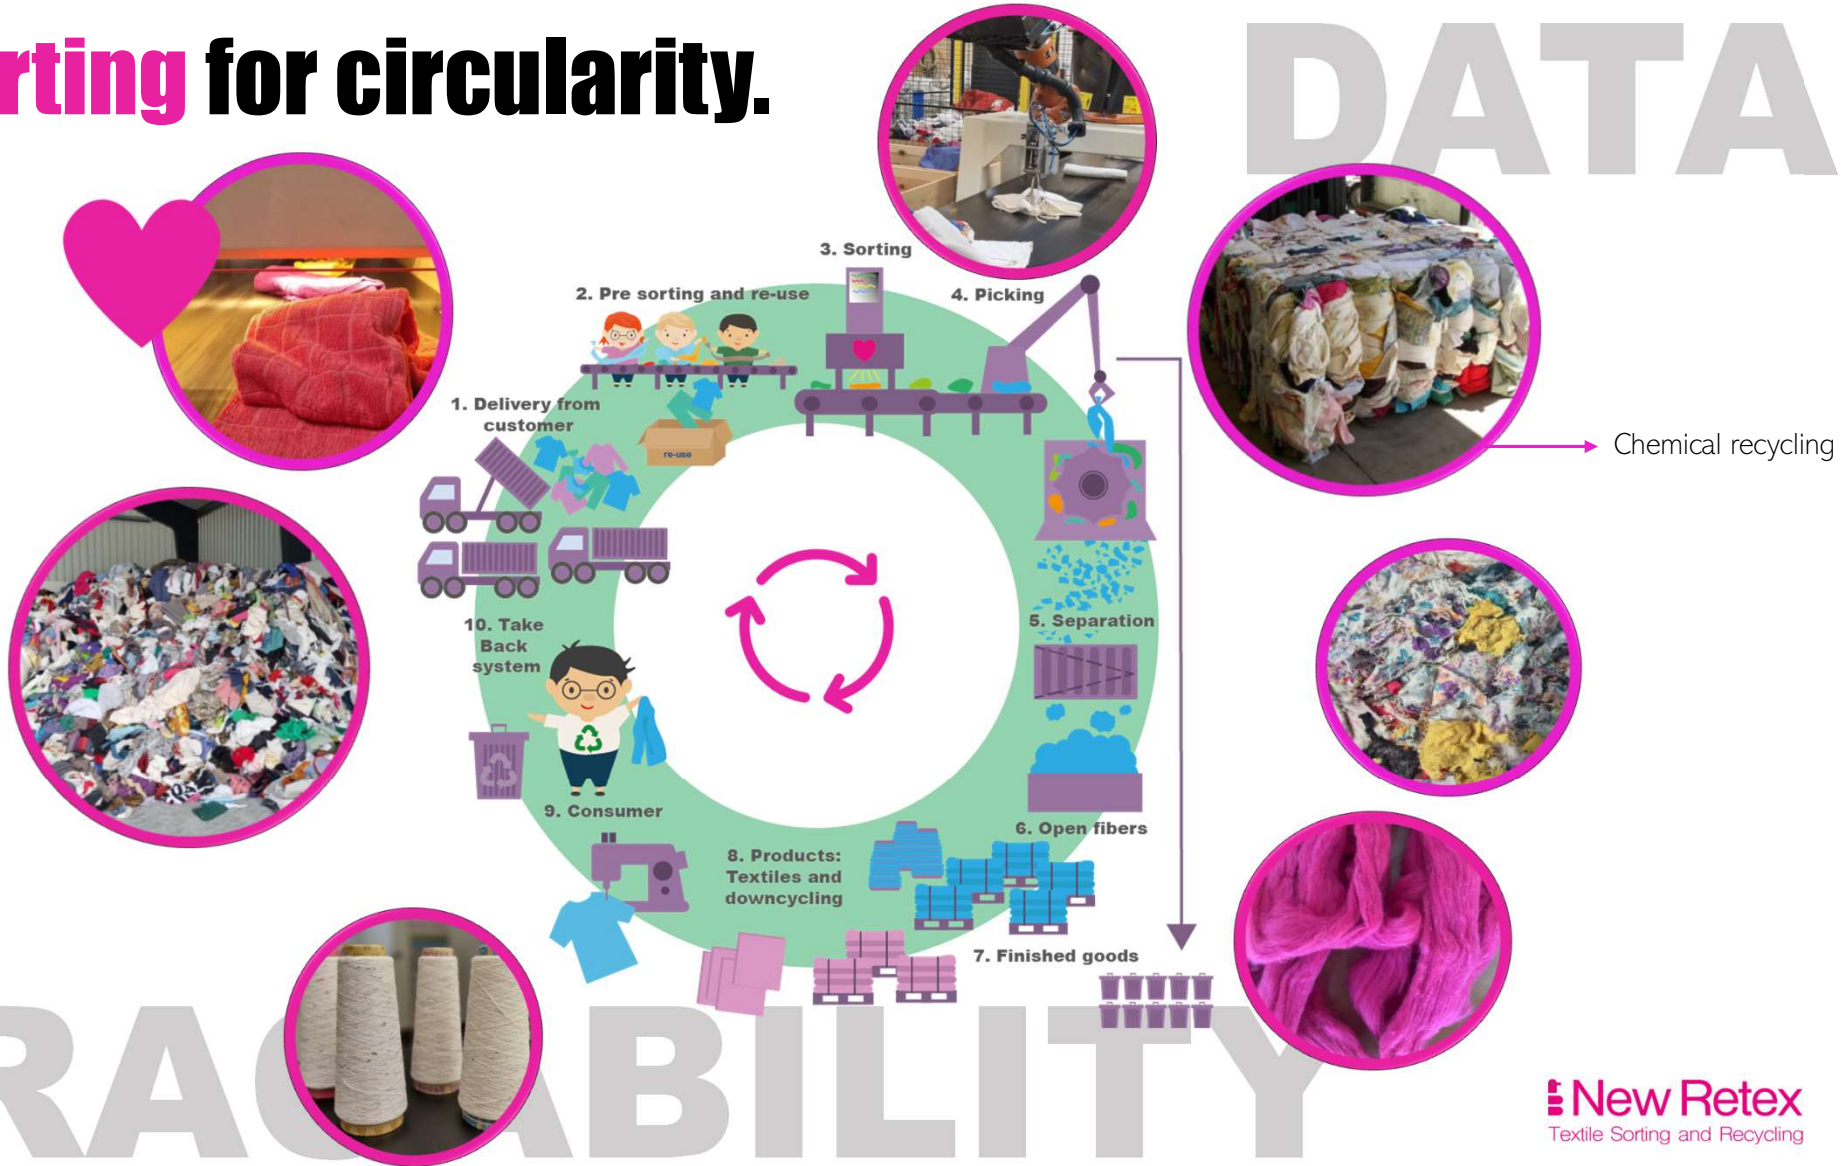 rting for circularity.
DATA
3. Sorting
2. Pre sorting and re-use
4. Picking
1. Delivery from
customer
re-use
Chemical recycling
10. Take
Back
system
5. Separation
9. Consumer
6. Open fibers
8. Products:
Textiles and
downcycling
7. Finished goods
RACABILITY
UP New Retex
Textile Sorting and Recycling